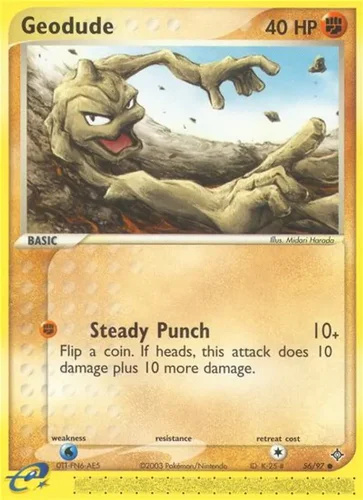 Geodude 40 HP
BASIC Illus. Midori Harada
Steady Punch 10+
Flip a coin. If heads, this attack does 10
damage plus 10 more damage.
weakness resistance retreat cost
©2003 Pokémon/Nintendo 56/97
e